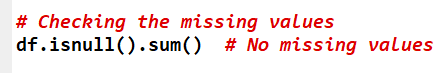 # Checking the missing values
df.isnull().sum()  # No missing values